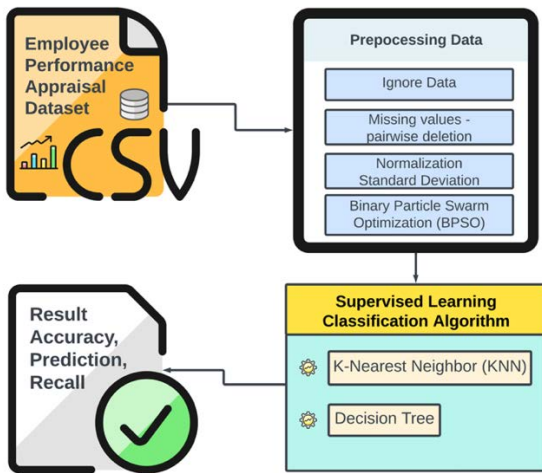 Employee
Performance
Appraisal
Dataset
CSV
Prepocessing Data
Ignore Data
Missing values -
pairwise deletion
Normalization
Standard Deviation
Binary Particle Swarm
Optimization (BPSO)
Supervised Learning
Classification Algorithm
K-Nearest Neighbor (KNN)
Decision Tree
Result
Accuracy,
Prediction,
Recall